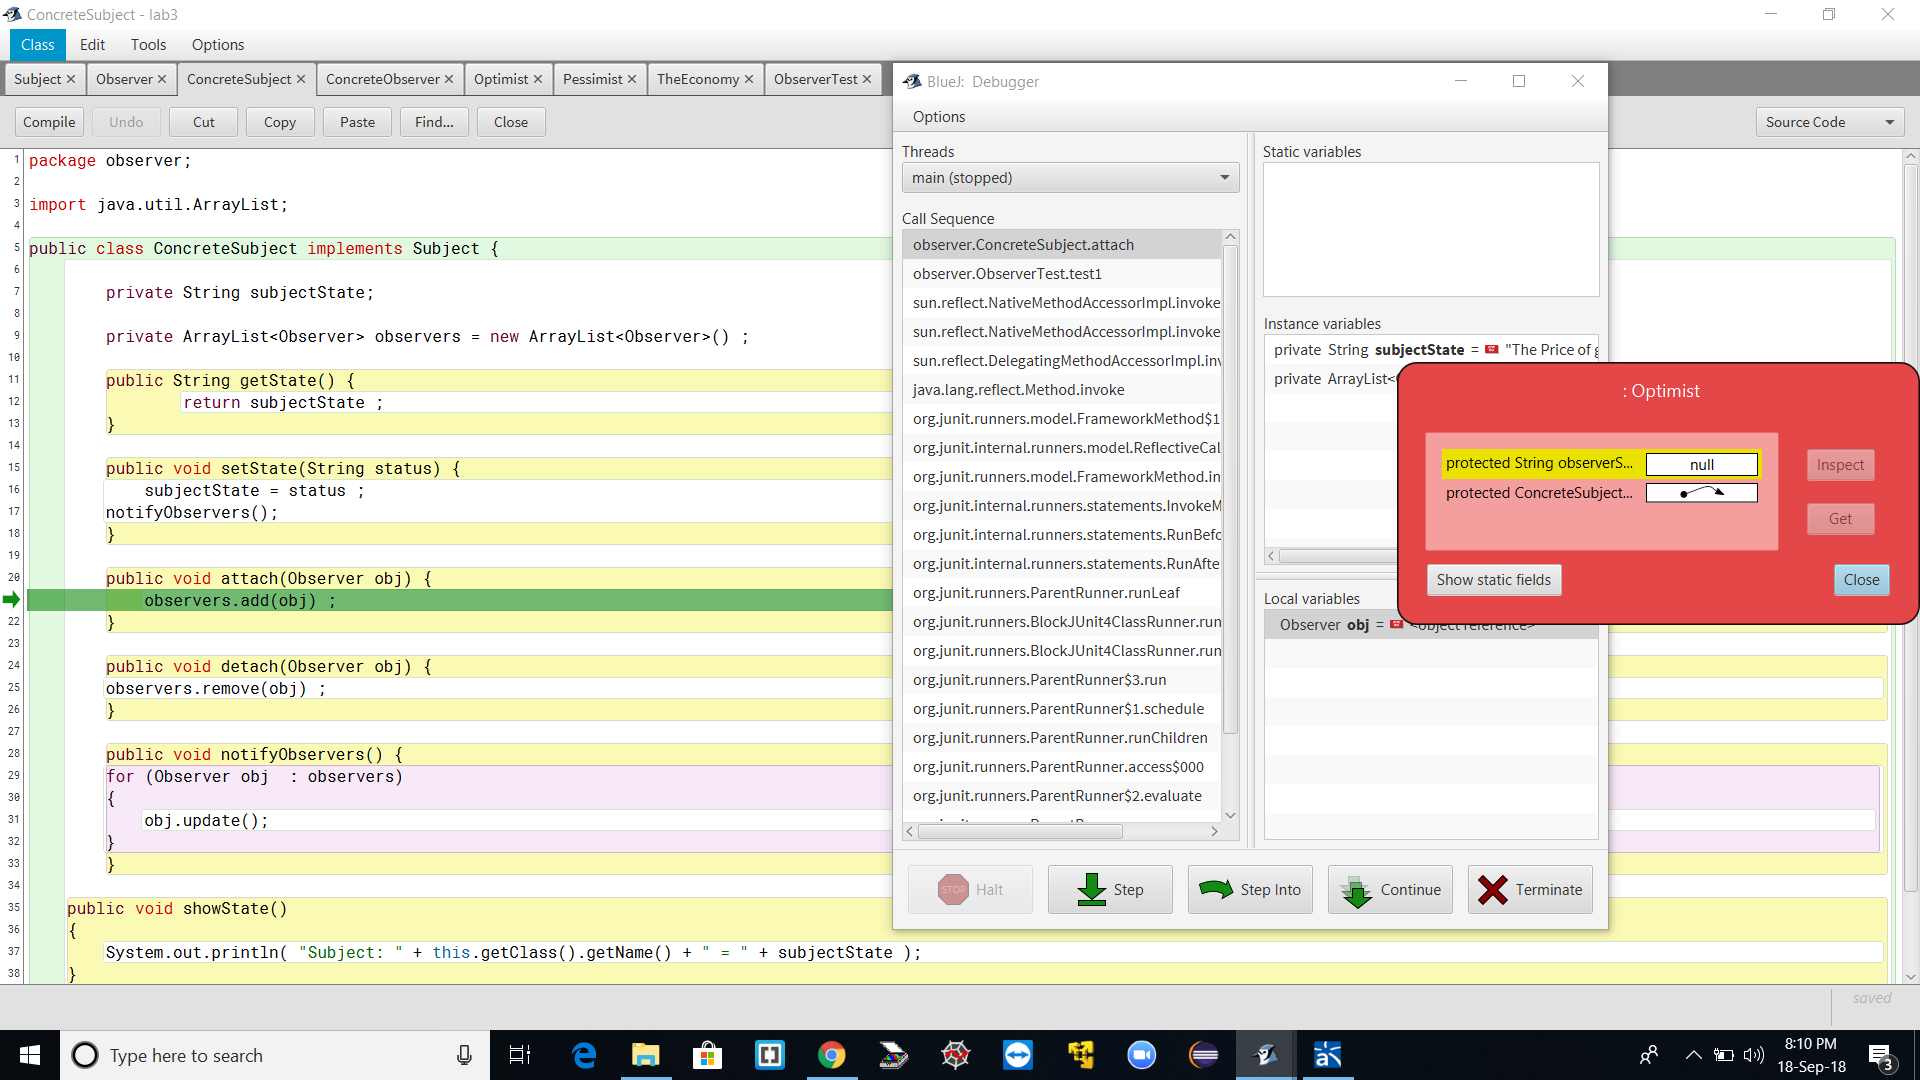 ConcreteSubject - lab3
Class Edit Tools Options
Subject × Observer × ConcreteSubject × ConcreteObserver × Optimist × Pessimist × TheEconomy × ObserverTest ×
Compile Undo Cut Copy Paste Find... Close
Source Code
1 package observer;
2
3 import java.util.ArrayList;
4
5 public class ConcreteSubject implements Subject {
6
7 private String subjectState;
8
9 private ArrayList<Observer> observers = new ArrayList<Observer>() ;
10
11 public String getState() {
12 return subjectState ;
13 }
14
15 public void setState(String status) {
16 subjectState = status ;
17 notifyObservers();
18 }
19
20 public void attach(Observer obj) {
observers.add(obj) ;
22 }
23
24 public void detach(Observer obj) {
25 observers.remove(obj) ;
26 }
27
28 public void notifyObservers() {
29 for (Observer obj  : observers)
30 {
31 obj.update();
32 }
33 }
34
35 public void showState()
36 {
37 System.out.println( "Subject: " + this.getClass().getName() + " = " + subjectState );
38 }
saved
BlueJ: Debugger
Options
Threads
main (stopped)
Call Sequence
observer.ConcreteSubject.attach
observer.ObserverTest.test1
sun.reflect.NativeMethodAccessorImpl.invoke
sun.reflect.NativeMethodAccessorImpl.invoke
sun.reflect.DelegatingMethodAccessorImpl.inv
java.lang.reflect.Method.invoke
org.junit.runners.model.FrameworkMethod$1
org.junit.internal.runners.model.ReflectiveCal
org.junit.runners.model.FrameworkMethod.in
org.junit.internal.runners.statements.InvokeM
org.junit.internal.runners.statements.RunBefo
org.junit.internal.runners.statements.RunAfte
org.junit.runners.ParentRunner.runLeaf
org.junit.runners.BlockJUnit4ClassRunner.run
org.junit.runners.BlockJUnit4ClassRunner.run
org.junit.runners.ParentRunner$3.run
org.junit.runners.ParentRunner$1.schedule
org.junit.runners.ParentRunner.runChildren
org.junit.runners.ParentRunner.access$000
org.junit.runners.ParentRunner$2.evaluate
Static variables
Instance variables
private String subjectState = "The Price of g
private ArrayList<
Local variables
Observer obj = <object reference>
STOP Halt Step Step Into Continue Terminate
: Optimist
protected String observerS... null
protected ConcreteSubject...
Inspect
Get
Show static fields
Close
Type here to search
8:10 PM
18-Sep-18
3